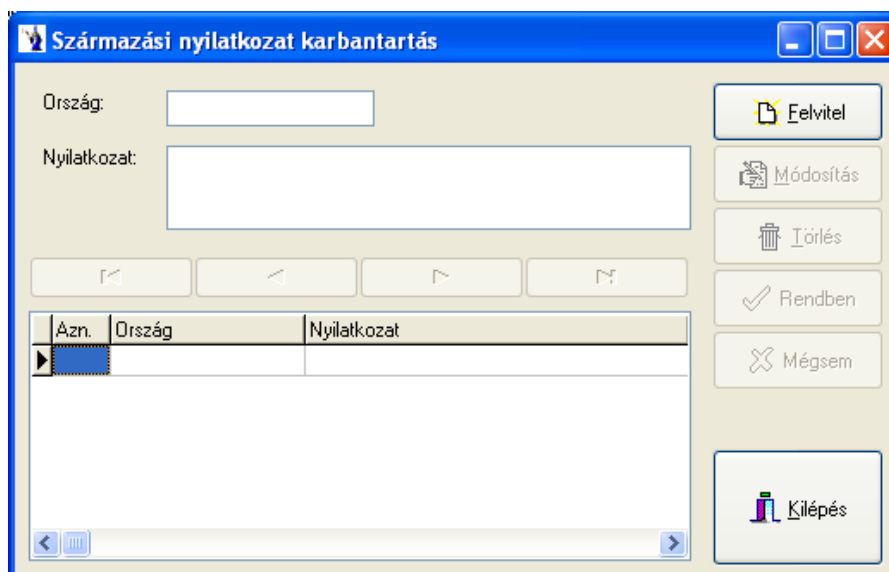 Származási nyilatkozat karbantartás
Ország:
Nyilatkozat:
Felvitel
Módosítás
Törlés
Rendben
Mégsem
Azn. Ország Nyilatkozat
Kilépés